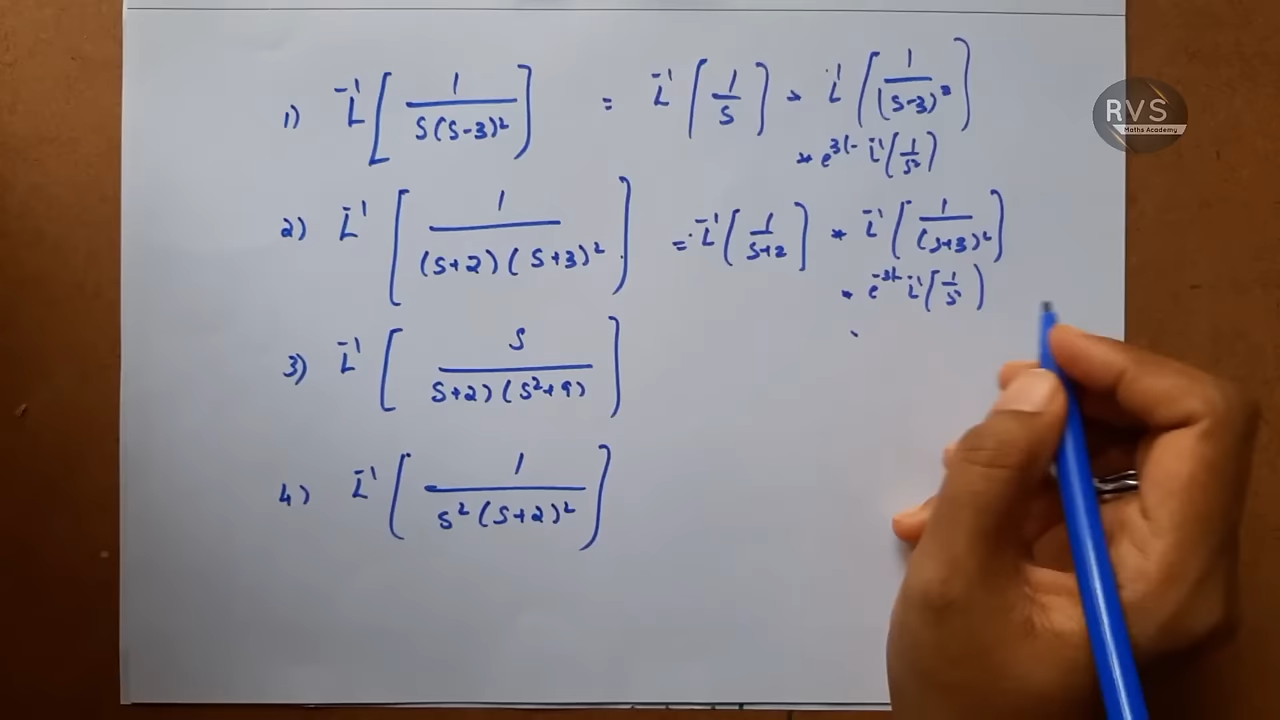 1) L⁻¹[ 1 / S(S-3)² ] = L⁻¹[ 1/S ] * L⁻¹[ 1/(S-3)² ]
* e³ᵗ L⁻¹( 1/S² )
2) L⁻¹[ 1 / (S+2)(S+3)² ] = L⁻¹[ 1/S+2 ] * L⁻¹[ 1/(S+3)² ]
* e⁻³ᵗ L⁻¹[ 1/S² ]
3) L⁻¹[ S / S+2)(S²+9) ]
4) L⁻¹[ 1 / S²(S+2)² ]
RVS
Maths Academy